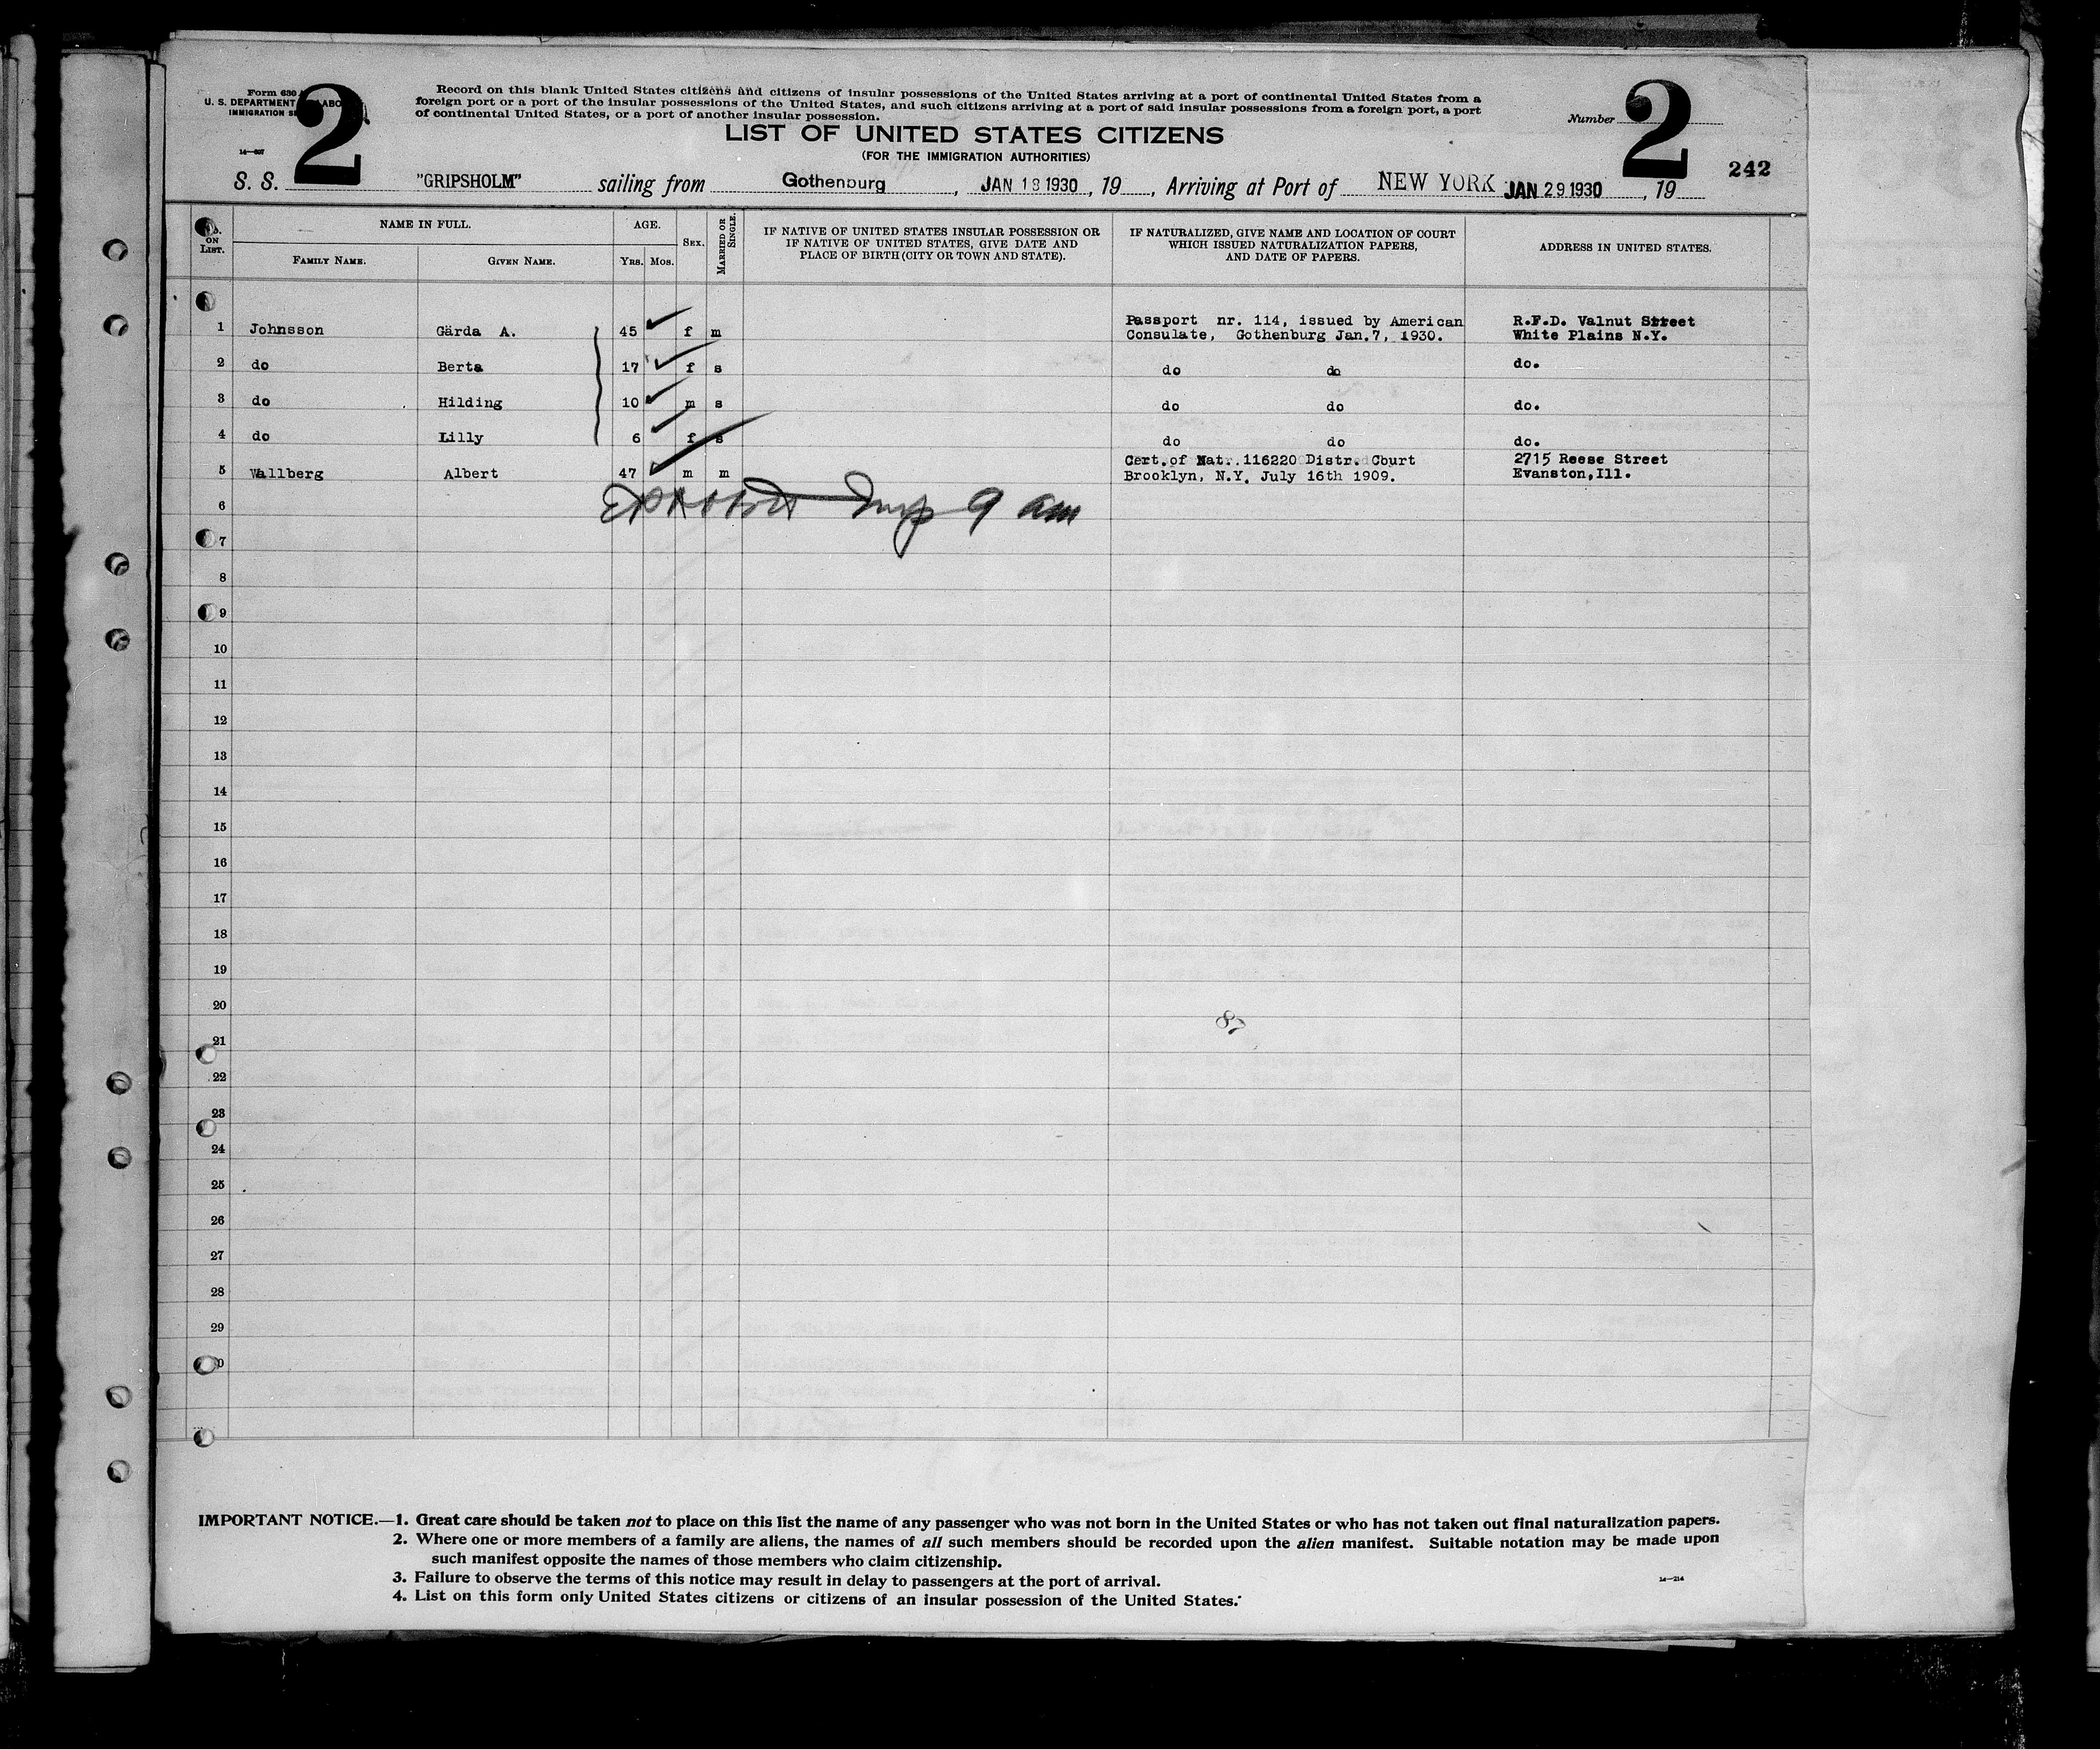 Form 630
U. S. DEPARTMENT LABO
IMMIGRATION S
2
Record on this blank United States citizens and citizens of insular possessions of the United States arriving at a port of continental United States from a
foreign port or a port of the insular possessions of the United States, and such citizens arriving at a port of said insular possessions from a foreign port, a port
of continental United States, or a port of another insular possession.
Number 2
242
LIST OF UNITED STATES CITIZENS
(FOR THE IMMIGRATION AUTHORITIES)
S. S. "GRIPSHOLM" sailing from Gothenburg, JAN 1930, 19 , Arriving at Port of NEW YORK JAN 29 1930, 19
ON LIST. NAME IN FULL. AGE. SEX. MARRIED OR SINGLE. IF NATIVE OF UNITED STATES INSULAR POSSESSION OR IF NATIVE OF UNITED STATES, GIVE DATE AND PLACE OF BIRTH (CITY OR TOWN AND STATE). IF NATURALIZED, GIVE NAME AND LOCATION OF COURT WHICH ISSUED NATURALIZATION PAPERS, AND DATE OF PAPERS. ADDRESS IN UNITED STATES.
FAMILY NAME. GIVEN NAME. YRS. MOS.
Passport nr. 114, issued by American R.F.D. Valnut Street
1 Johnsson Gärda A. 45 f m Consulate, Gothenburg Jan.7, 1930. White Plains N.Y.
2 do Berta 17 f s do do do.
3 do Hilding 10 m s do do do.
4 do Lilly 6 f s do do do.
Cert.of Nat. 116220 Distr. Court 2715 Reese Street
5 Wallberg Albert 47 m m Brooklyn, N.Y. July 16th 1909. Evanston,Ill.
6 9 am
7
8
9
10
11
12
13
14
15
16
17
18
19
20
87
21
22
23
24
25
26
27
28
29
0
IMPORTANT NOTICE.—1. Great care should be taken not to place on this list the name of any passenger who was not born in the United States or who has not taken out final naturalization papers.
2. Where one or more members of a family are aliens, the names of all such members should be recorded upon the alien manifest. Suitable notation may be made upon
such manifest opposite the names of those members who claim citizenship.
3. Failure to observe the terms of this notice may result in delay to passengers at the port of arrival.
14—214
4. List on this form only United States citizens or citizens of an insular possession of the United States.